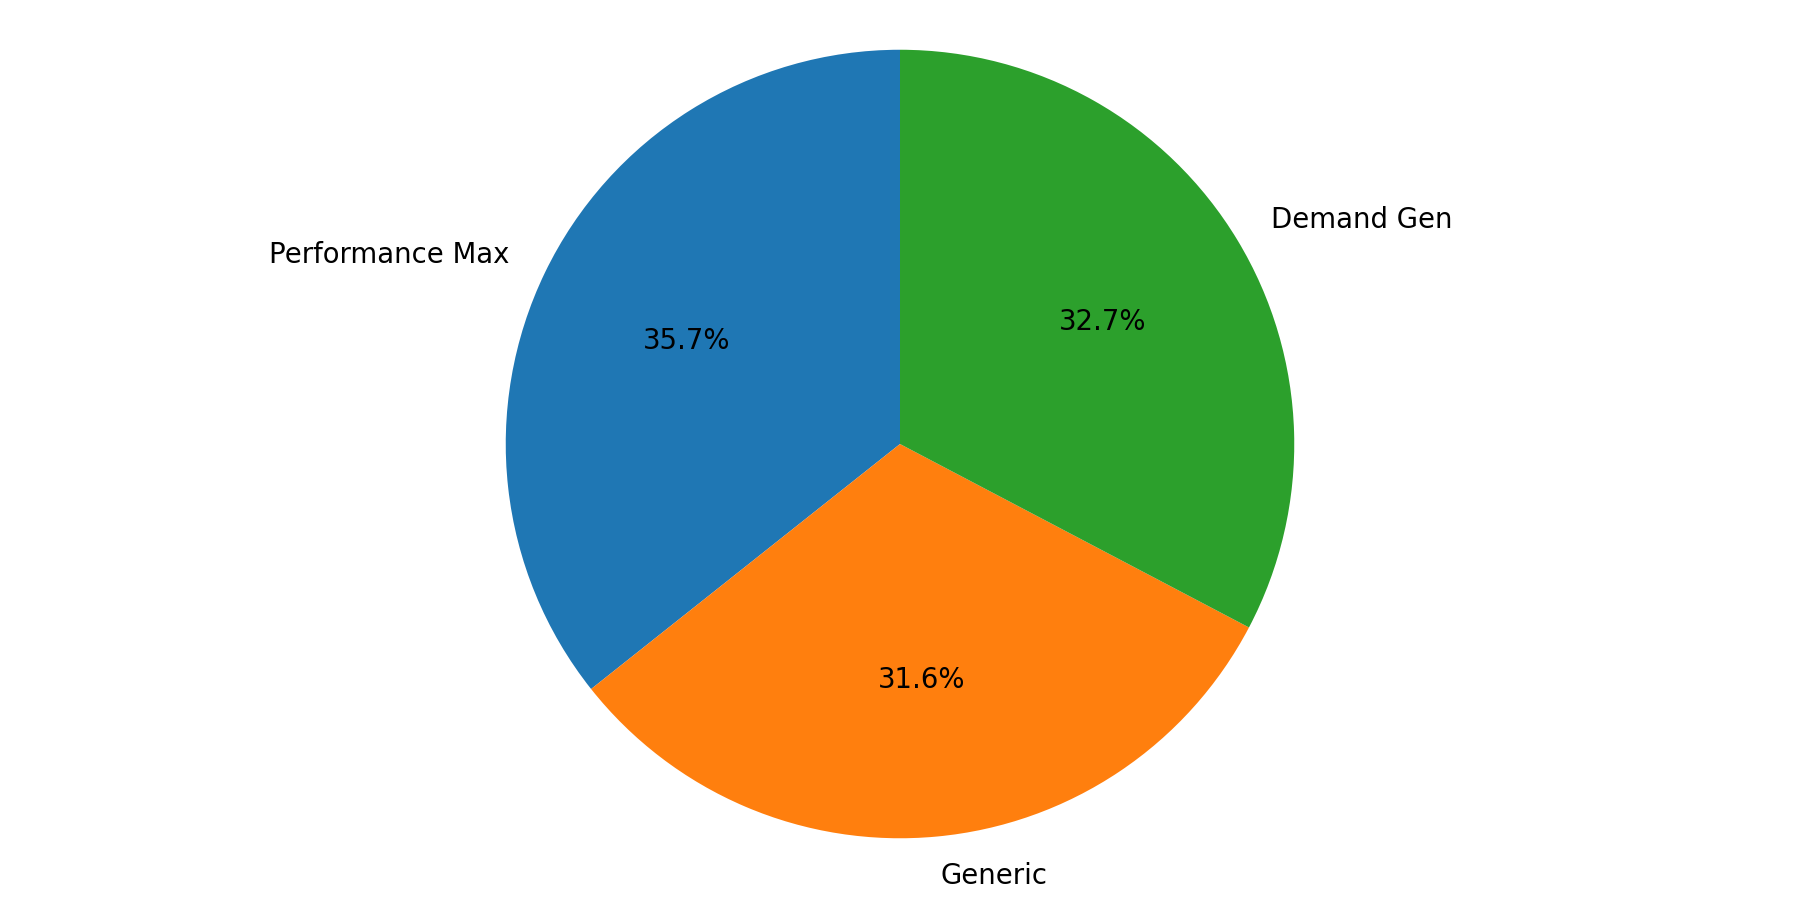 Demand Gen
Performance Max
32.7%
35.7%
31.6%
Generic